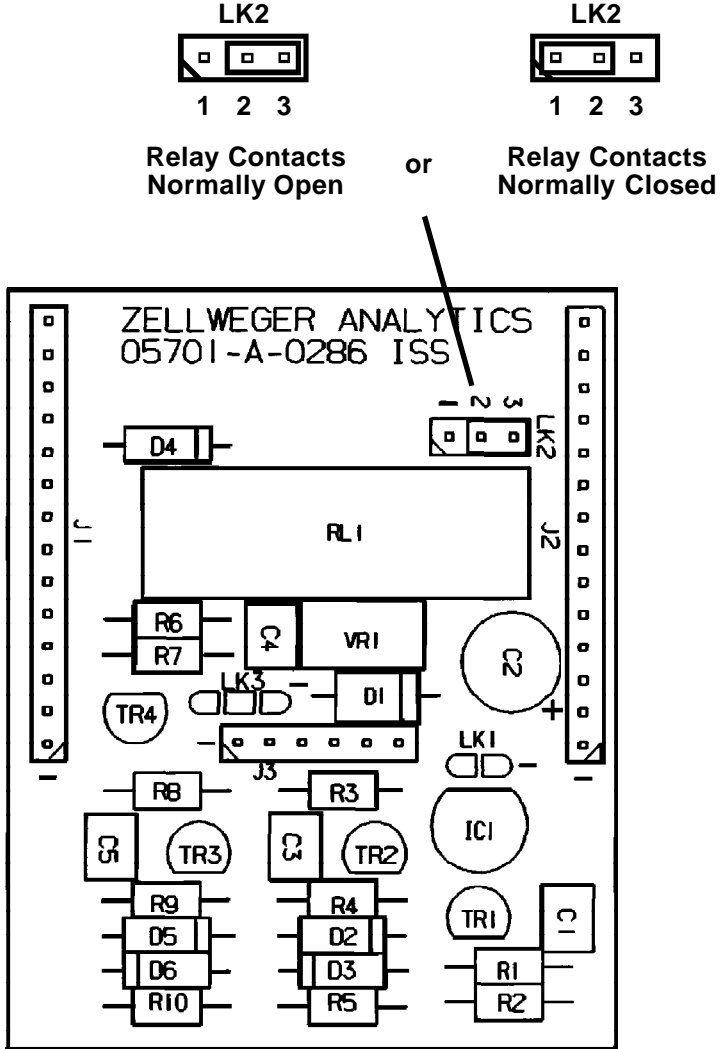 LK2 LK2
1 2 3 1 2 3
Relay Contacts
Normally Open
or
Relay Contacts
Normally Closed
ZELLWEGER ANALYTICS
05701-A-0286 ISS
1 2 3
LK2
D4
RL1
J1
J2
R6
R7
C4
VR1
C2
LK3
D1
TR4
+
LK1
J3
R8
R3
C5
TR3
C3
TR2
IC1
R9
R4
TR1
C1
D5
D2
D6
D3
R1
R10
R5
R2